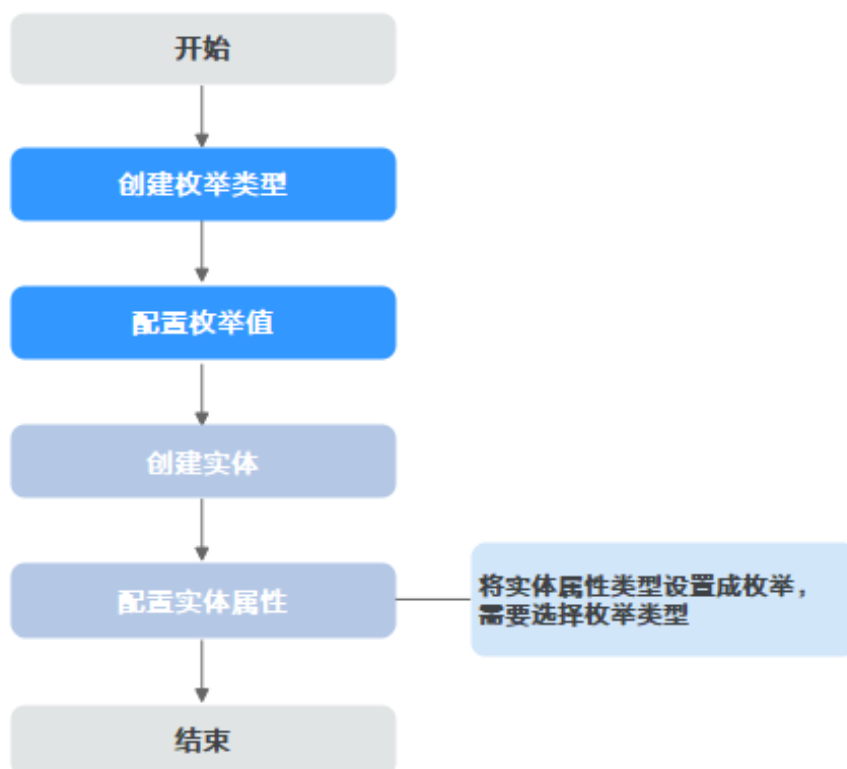 开始
创建枚举类型
配置枚举值
创建实体
配置实体属性
将实体属性类型设置成枚举，
需要选择枚举类型
结束